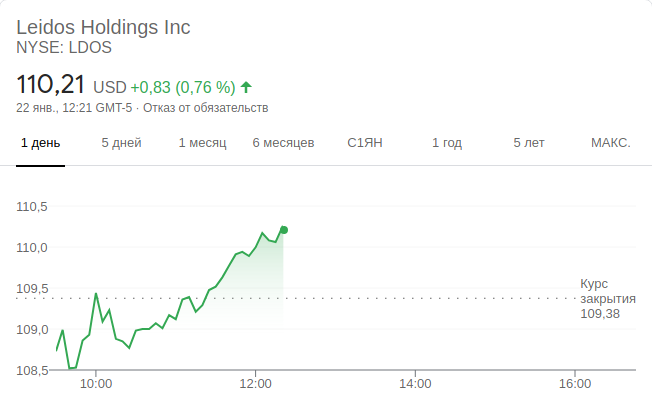 Leidos Holdings Inc
NYSE: LDOS
110,21 USD +0,83 (0,76 %)
22 янв., 12:21 GMT-5 · Отказ от обязательств
1 день 5 дней 1 месяц 6 месяцев С1ЯН 1 год 5 лет МАКС.
110,5
110,0
109,5
109,0
108,5
Курс
закрытия
109,38
10:00 12:00 14:00 16:00